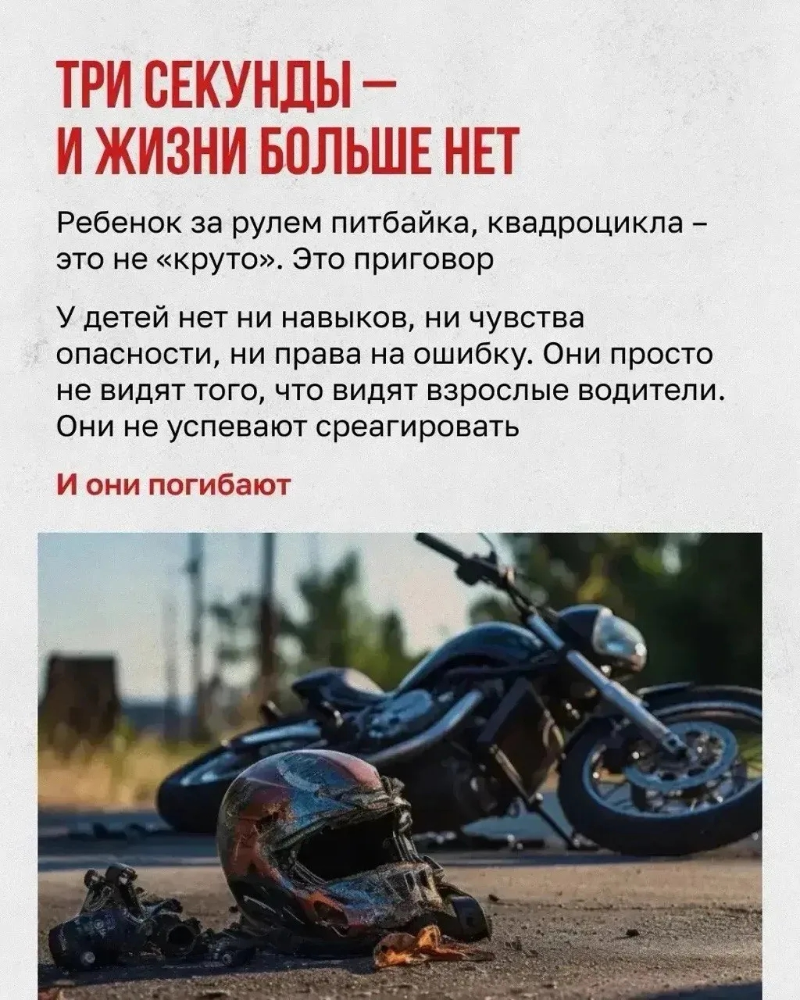 ТРИ СЕКУНДЫ –
И ЖИЗНИ БОЛЬШЕ НЕТ
Ребенок за рулем питбайка, квадроцикла –
это не «круто». Это приговор
У детей нет ни навыков, ни чувства
опасности, ни права на ошибку. Они просто
не видят того, что видят взрослые водители.
Они не успевают среагировать
И они погибают